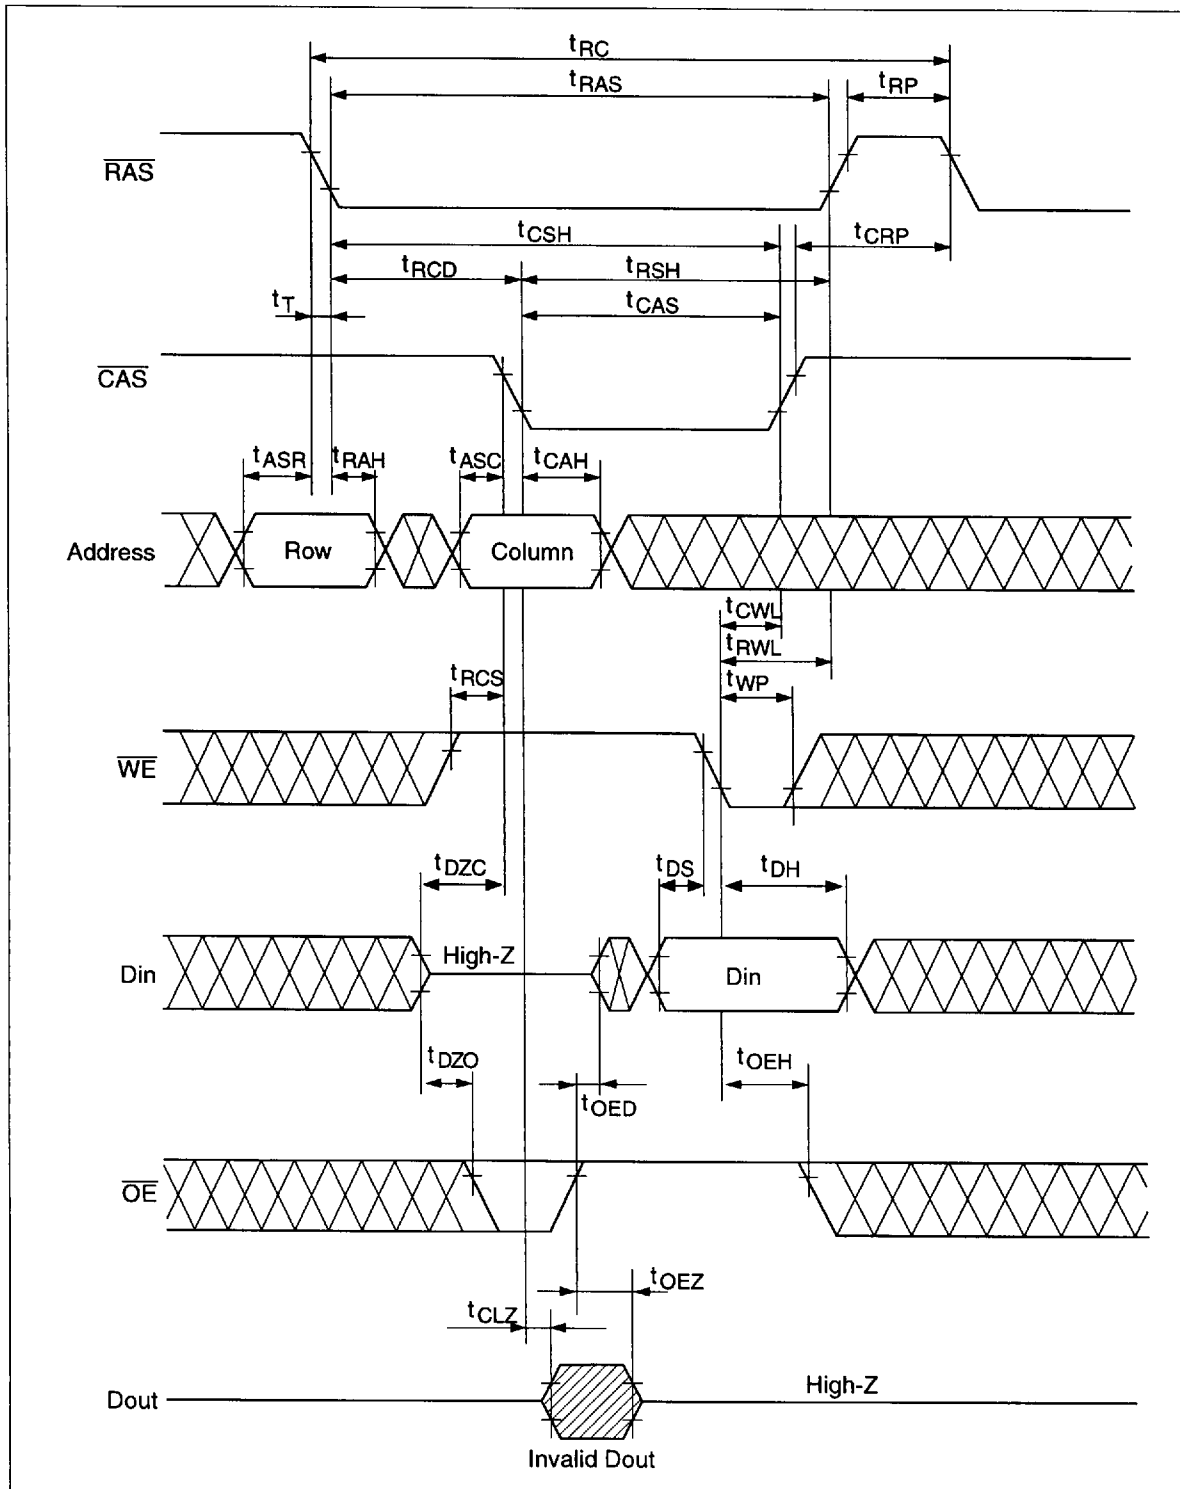 tRC
tRAS
tRP
RAS
tCSH
tCRP
tRCD
tRSH
tT
tCAS
CAS
tASR
tRAH
tASC
tCAH
Address
Row
Column
tCWL
tRWL
tRCS
tWP
WE
tDZC
tDS
tDH
High-Z
Din
Din
tDZO
tOEH
tOED
OE
tOEZ
tCLZ
High-Z
Dout
Invalid Dout